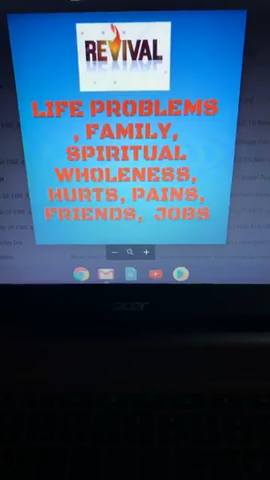 REVIVAL
LIFE PROBLEMS
, FAMILY,
SPIRITUAL
WHOLENESS,
HURTS, PAINS,
FRIENDS, JOBS
acer